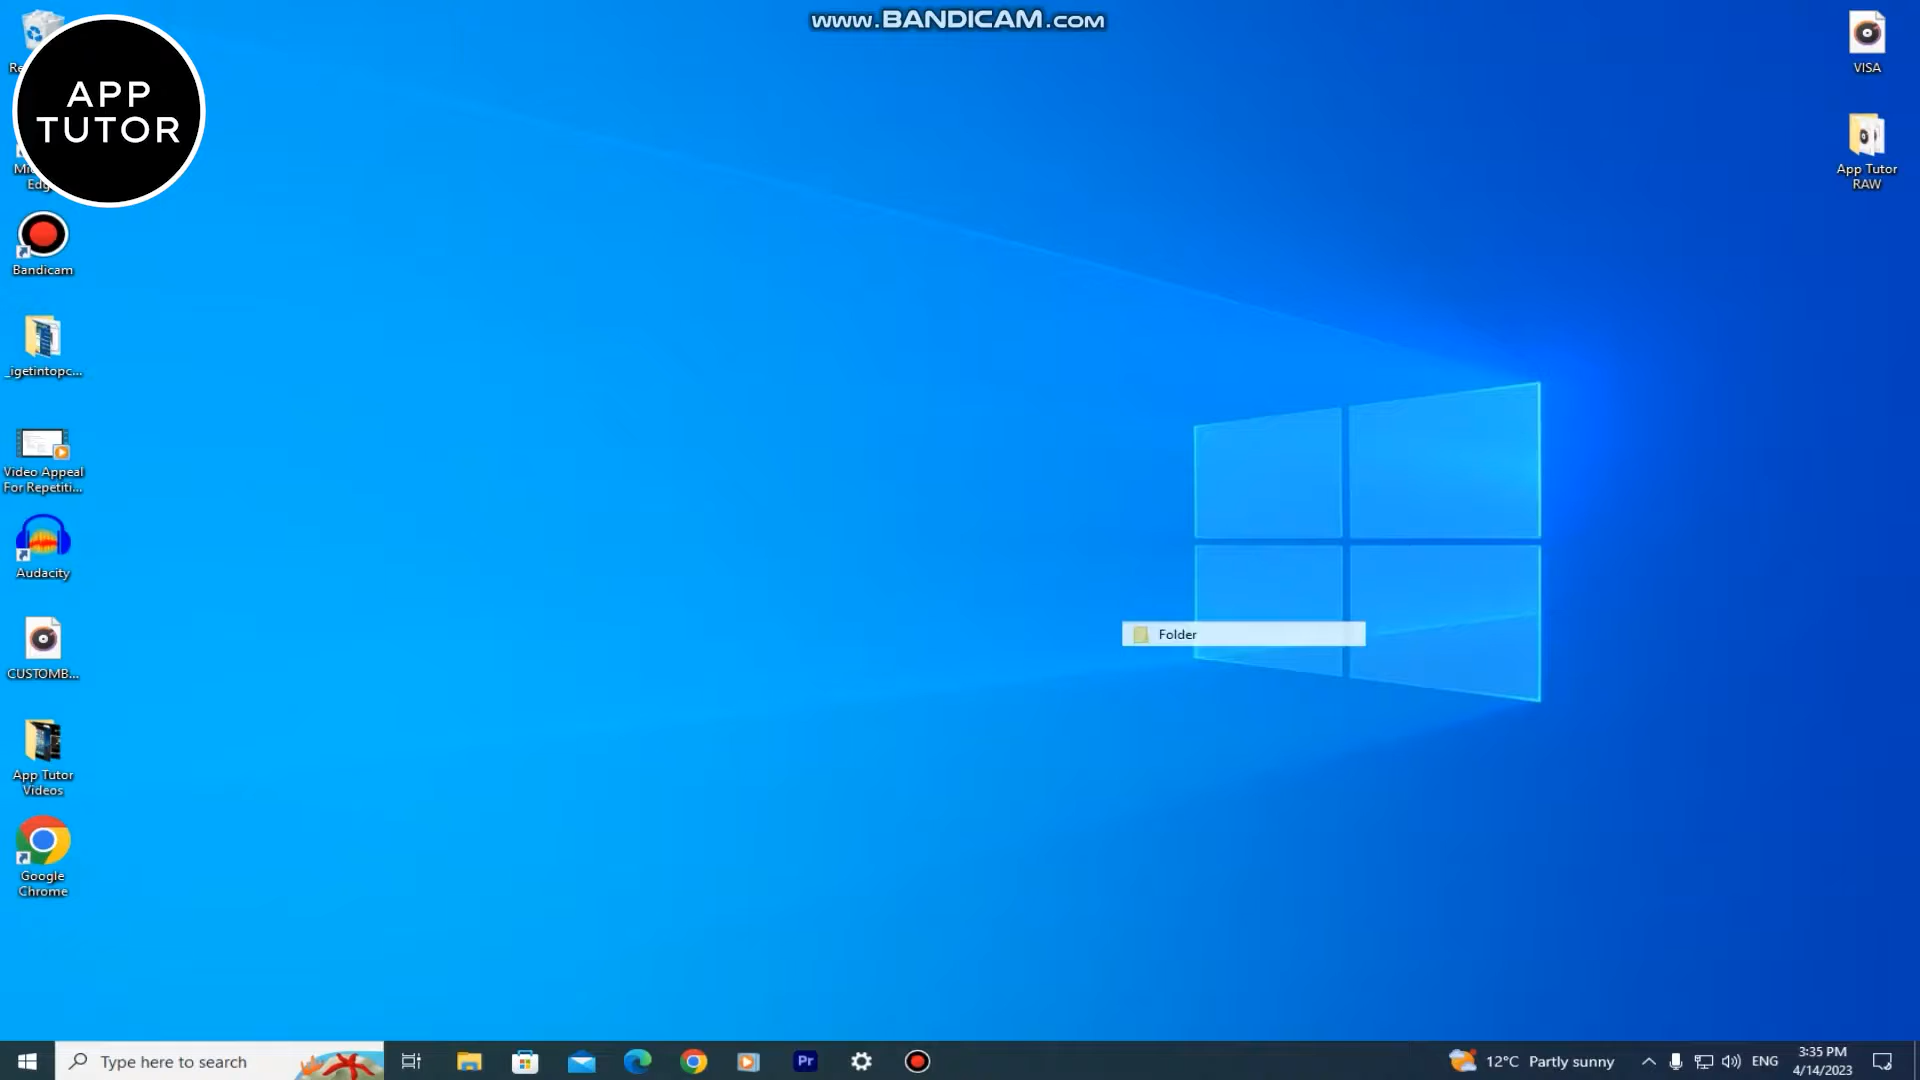 www.BANDICAM.com
APP
TUTOR
Bandicam
_igetintopc...
Video Appeal
For Repetiti...
Audacity
CUSTOMB...
App Tutor
Videos
Google
Chrome
VISA
App Tutor
RAW
Folder
Type here to search
Pr
12°C Partly sunny
ENG
3:35 PM
4/14/2023